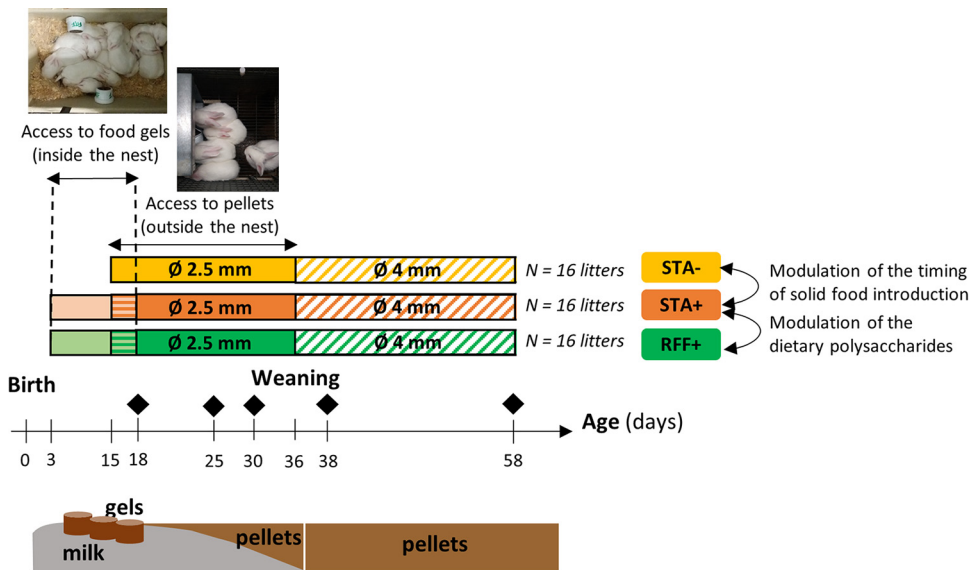 Access to food gels
(inside the nest)
Access to pellets
(outside the nest)
Ø 2.5 mm
Ø 4 mm
N = 16 litters
STA-
Ø 2.5 mm
Ø 4 mm
N = 16 litters
STA+
Ø 2.5 mm
Ø 4 mm
N = 16 litters
RFF+
Modulation of the timing
of solid food introduction
Modulation of the
dietary polysaccharides
Birth
Weaning
Age (days)
0 3 15 18 25 30 36 38 58
gels
milk
pellets
pellets